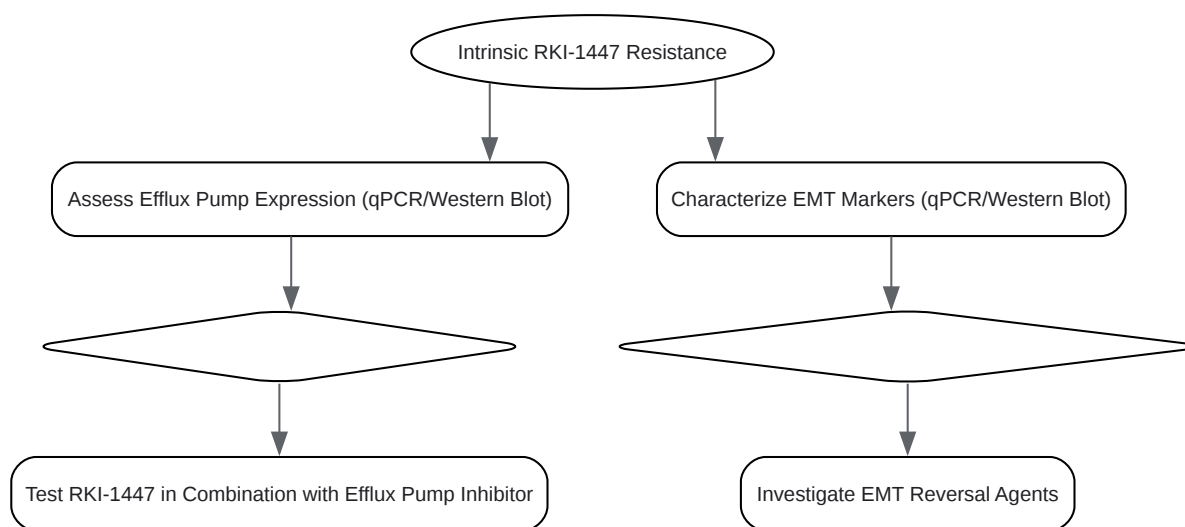 Intrinsic RKI-1447 Resistance
Assess Efflux Pump Expression (qPCR/Western Blot)
Characterize EMT Markers (qPCR/Western Blot)
Test RKI-1447 in Combination with Efflux Pump Inhibitor
Investigate EMT Reversal Agents